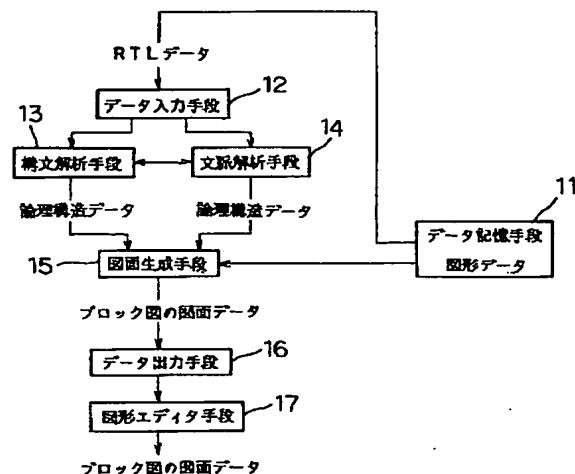 RTLデータ
12
データ入力手段
13
14
構文解析手段
文脈解析手段
論理構造データ
論理構造データ
11
データ記憶手段
図形データ
15
図面生成手段
ブロック図の図面データ
16
データ出力手段
17
図形エディタ手段
ブロック図の図面データ